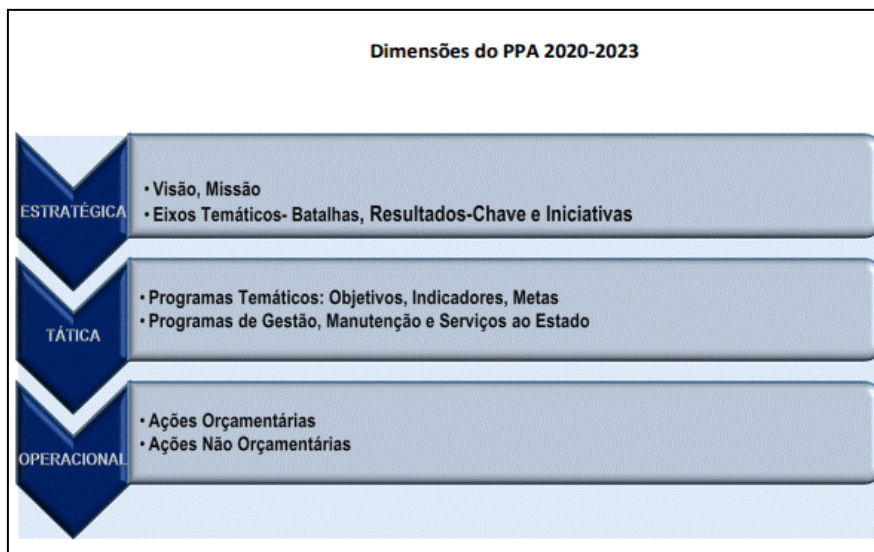 Dimensões do PPA 2020-2023
ESTRATÉGICA
• Visão, Missão
• Eixos Temáticos- Batalhas, Resultados-Chave e Iniciativas
TÁTICA
• Programas Temáticos: Objetivos, Indicadores, Metas
• Programas de Gestão, Manutenção e Serviços ao Estado
OPERACIONAL
• Ações Orçamentárias
• Ações Não Orçamentárias